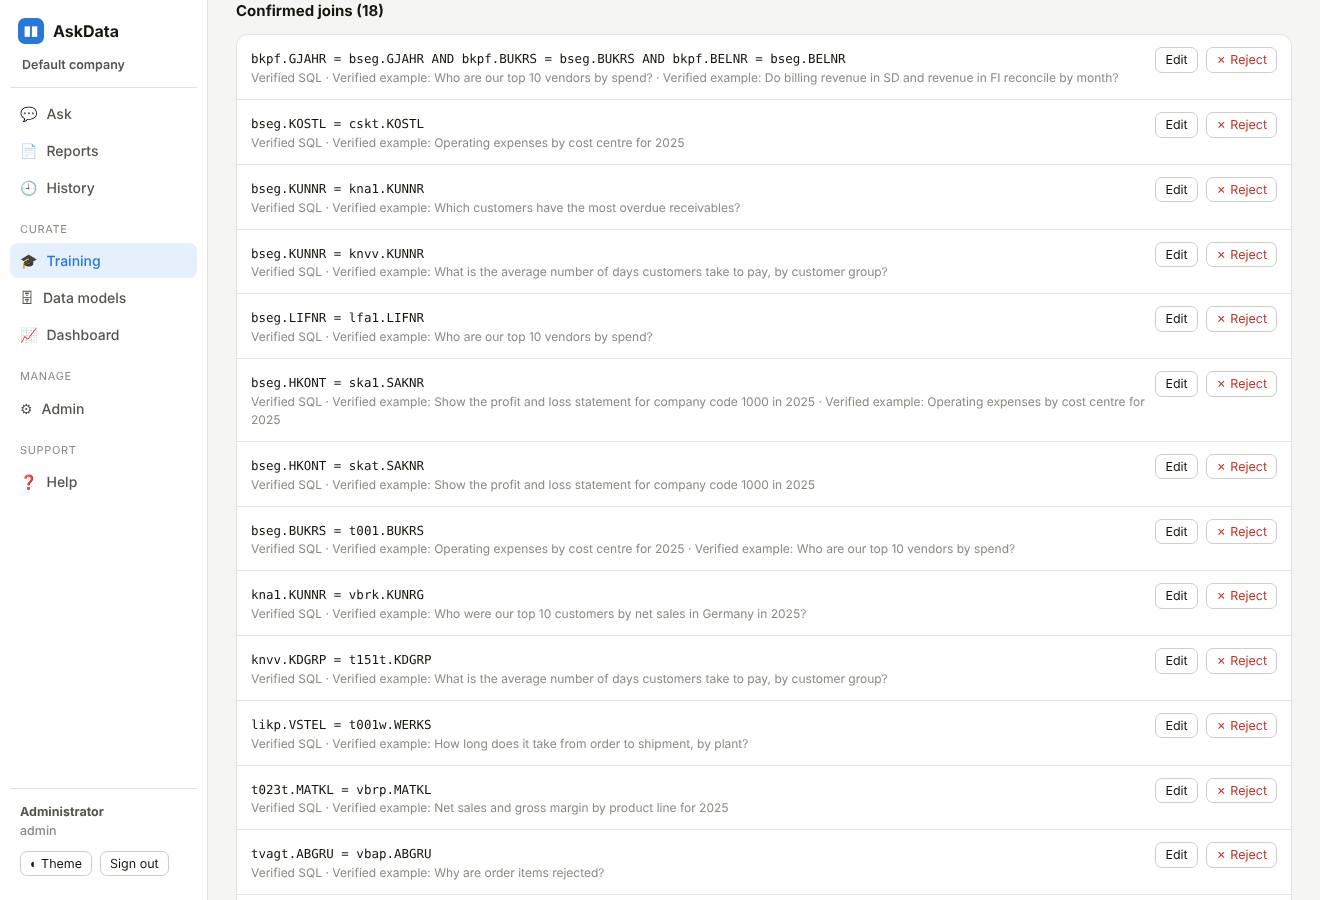 AskData
Default company
Ask
Reports
History
CURATE
Training
Data models
Dashboard
MANAGE
Admin
SUPPORT
Help
Administrator
admin
Theme
Sign out
Confirmed joins (18)
bkpf.GJAHR = bseg.GJAHR AND bkpf.BUKRS = bseg.BUKRS AND bkpf.BELNR = bseg.BELNR
Edit
× Reject
Verified SQL · Verified example: Who are our top 10 vendors by spend? · Verified example: Do billing revenue in SD and revenue in FI reconcile by month?
bseg.KOSTL = cskt.KOSTL
Edit
× Reject
Verified SQL · Verified example: Operating expenses by cost centre for 2025
bseg.KUNNR = kna1.KUNNR
Edit
× Reject
Verified SQL · Verified example: Which customers have the most overdue receivables?
bseg.KUNNR = knvv.KUNNR
Edit
× Reject
Verified SQL · Verified example: What is the average number of days customers take to pay, by customer group?
bseg.LIFNR = lfa1.LIFNR
Edit
× Reject
Verified SQL · Verified example: Who are our top 10 vendors by spend?
bseg.HKONT = ska1.SAKNR
Edit
× Reject
Verified SQL · Verified example: Show the profit and loss statement for company code 1000 in 2025 · Verified example: Operating expenses by cost centre for
2025
bseg.HKONT = skat.SAKNR
Edit
× Reject
Verified SQL · Verified example: Show the profit and loss statement for company code 1000 in 2025
bseg.BUKRS = t001.BUKRS
Edit
× Reject
Verified SQL · Verified example: Operating expenses by cost centre for 2025 · Verified example: Who are our top 10 vendors by spend?
kna1.KUNNR = vbrk.KUNRG
Edit
× Reject
Verified SQL · Verified example: Who were our top 10 customers by net sales in Germany in 2025?
knvv.KDGRP = t151t.KDGRP
Edit
× Reject
Verified SQL · Verified example: What is the average number of days customers take to pay, by customer group?
likp.VSTEL = t001w.WERKS
Edit
× Reject
Verified SQL · Verified example: How long does it take from order to shipment, by plant?
t023t.MATKL = vbrp.MATKL
Edit
× Reject
Verified SQL · Verified example: Net sales and gross margin by product line for 2025
tvagt.ABGRU = vbap.ABGRU
Edit
× Reject
Verified SQL · Verified example: Why are order items rejected?